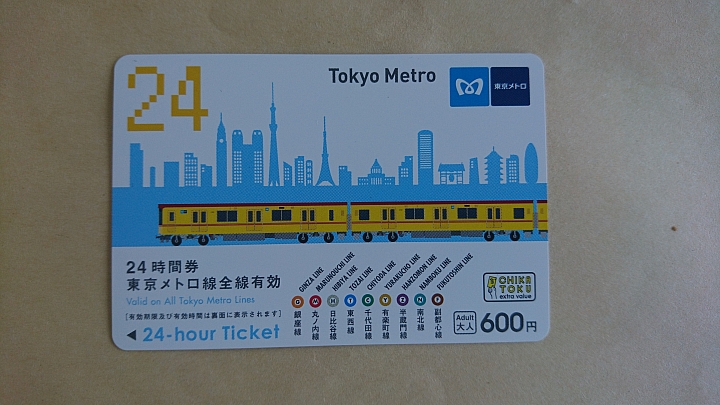 24
Tokyo Metro
東京メトロ
24時間券
東京メトロ線全線有効
Valid on All Tokyo Metro Lines
[有効期限及び有効時間は裏面に表示されます]
◀24-hour Ticket
GINZA LINE
MARUNOUCHI LINE
HIBIYA LINE
TOZAI LINE
CHIYODA LINE
YURAKUCHO LINE
HANZOMON LINE
NAMBOKU LINE
FUKUTOSHIN LINE
G M H T C Y Z N F
銀座線
丸ノ内線
日比谷線
東西線
千代田線
有楽町線
半蔵門線
南北線
副都心線
CHIKA
TOKU
extra value
Adult
大人
600円